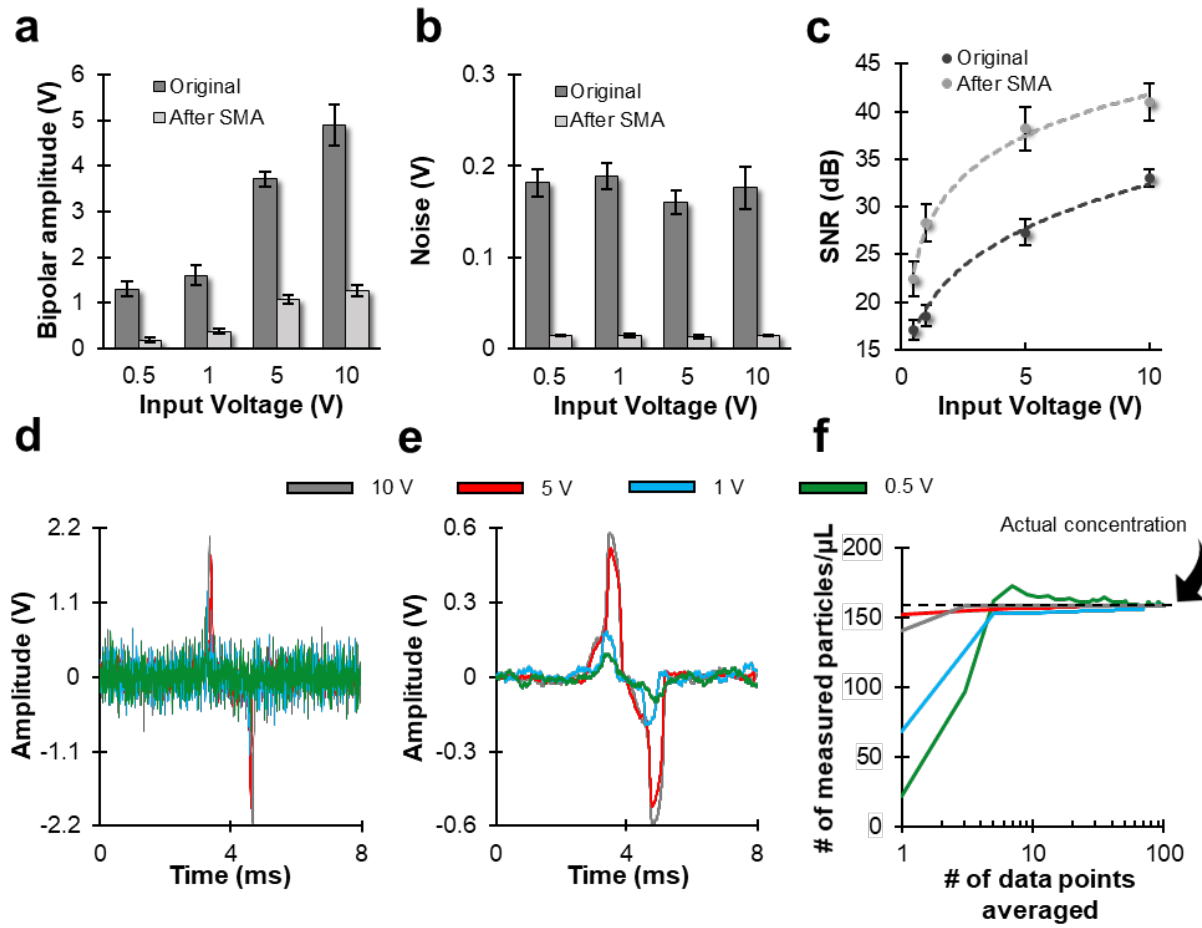 a
Bipolar amplitude (V)
6
5
4
3
2
1
0
Original
After SMA
0.5 1 5 10
Input Voltage (V)
b
Noise (V)
0.3
0.2
0.1
0
Original
After SMA
0.5 1 5 10
Input Voltage (V)
c
Original
After SMA
SNR (dB)
45
40
35
30
25
20
15
0 5 10
Input Voltage (V)
10 V 5 V 1 V 0.5 V
d
Amplitude (V)
2.2
1.1
0
-1.1
-2.2
0 4 8
Time (ms)
e
Amplitude (V)
0.6
0.3
0
-0.3
-0.6
0 4 8
Time (ms)
f
Actual concentration
# of measured particles/µL
200
150
100
50
0
1 10 100
# of data points
averaged